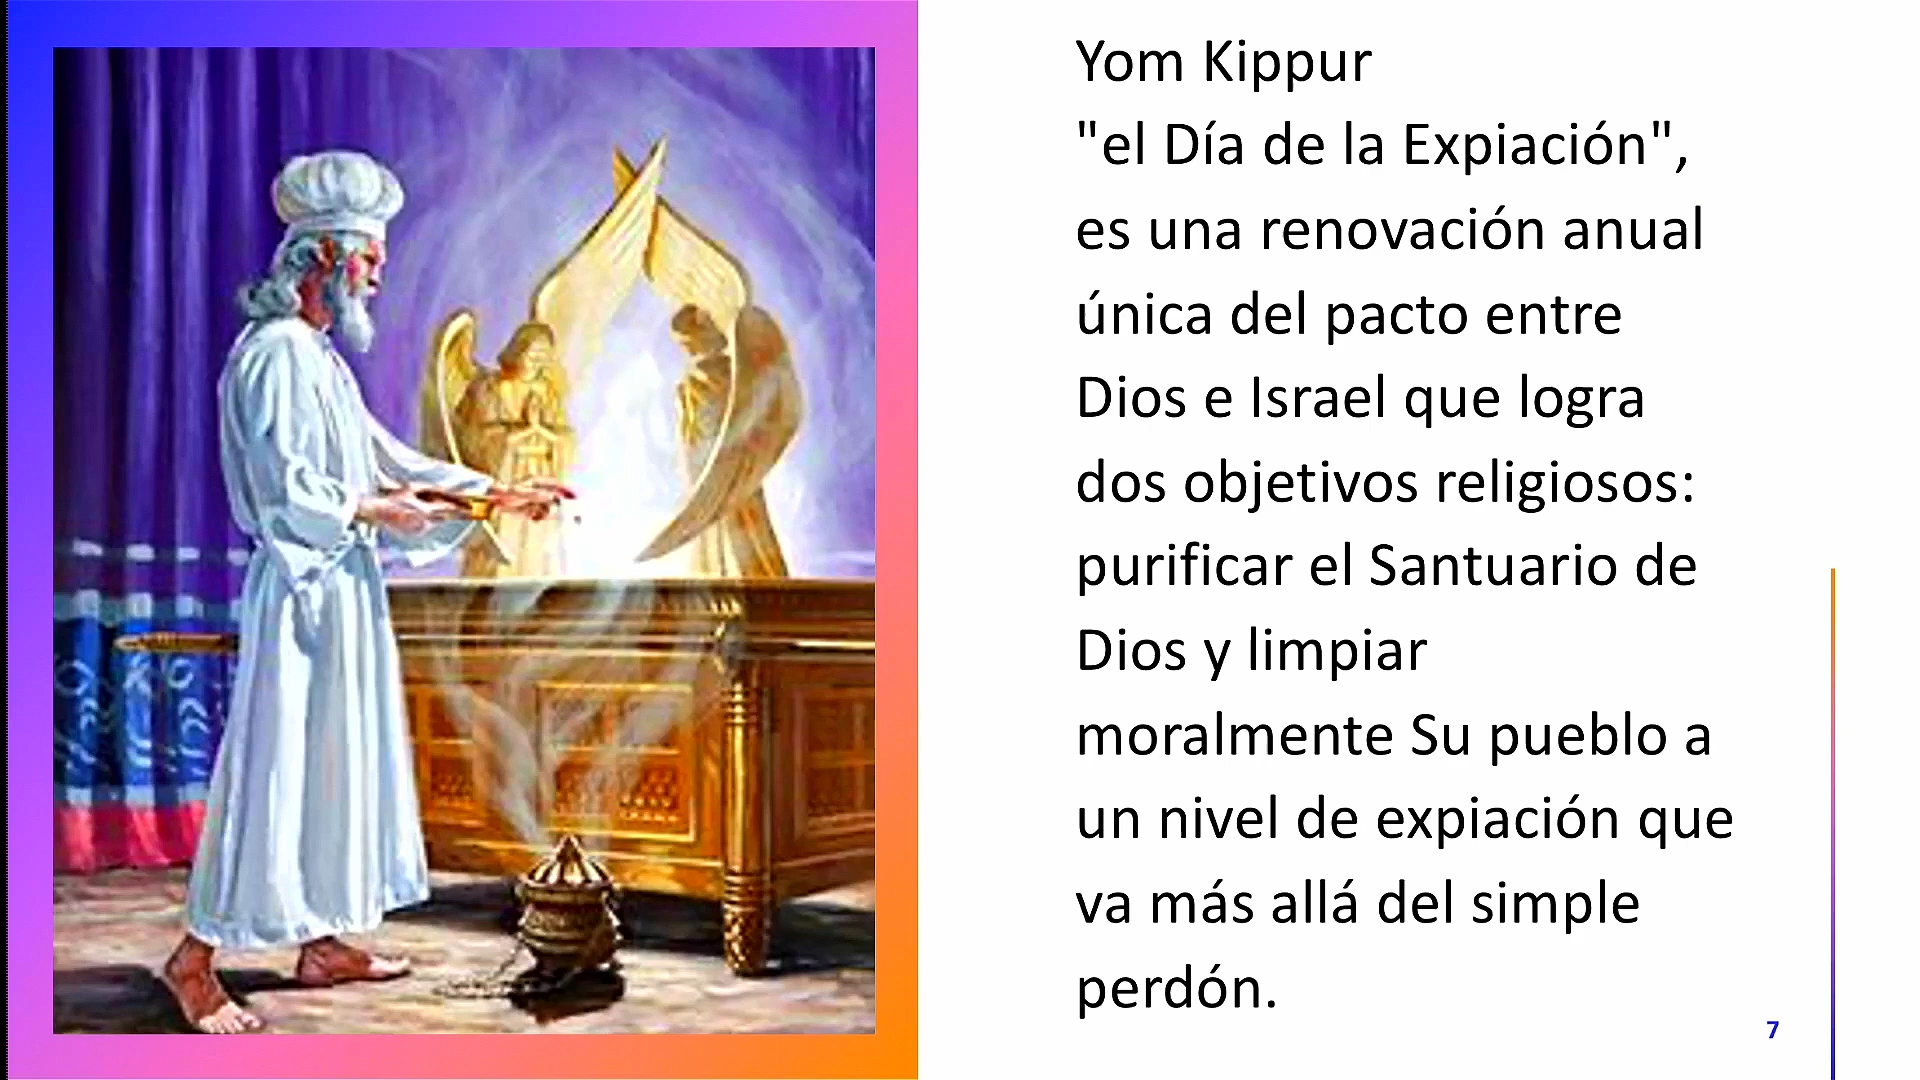 Yom Kippur
"el Día de la Expiación",
es una renovación anual
única del pacto entre
Dios e Israel que logra
dos objetivos religiosos:
purificar el Santuario de
Dios y limpiar
moralmente Su pueblo a
un nivel de expiación que
va más allá del simple
perdón.
7